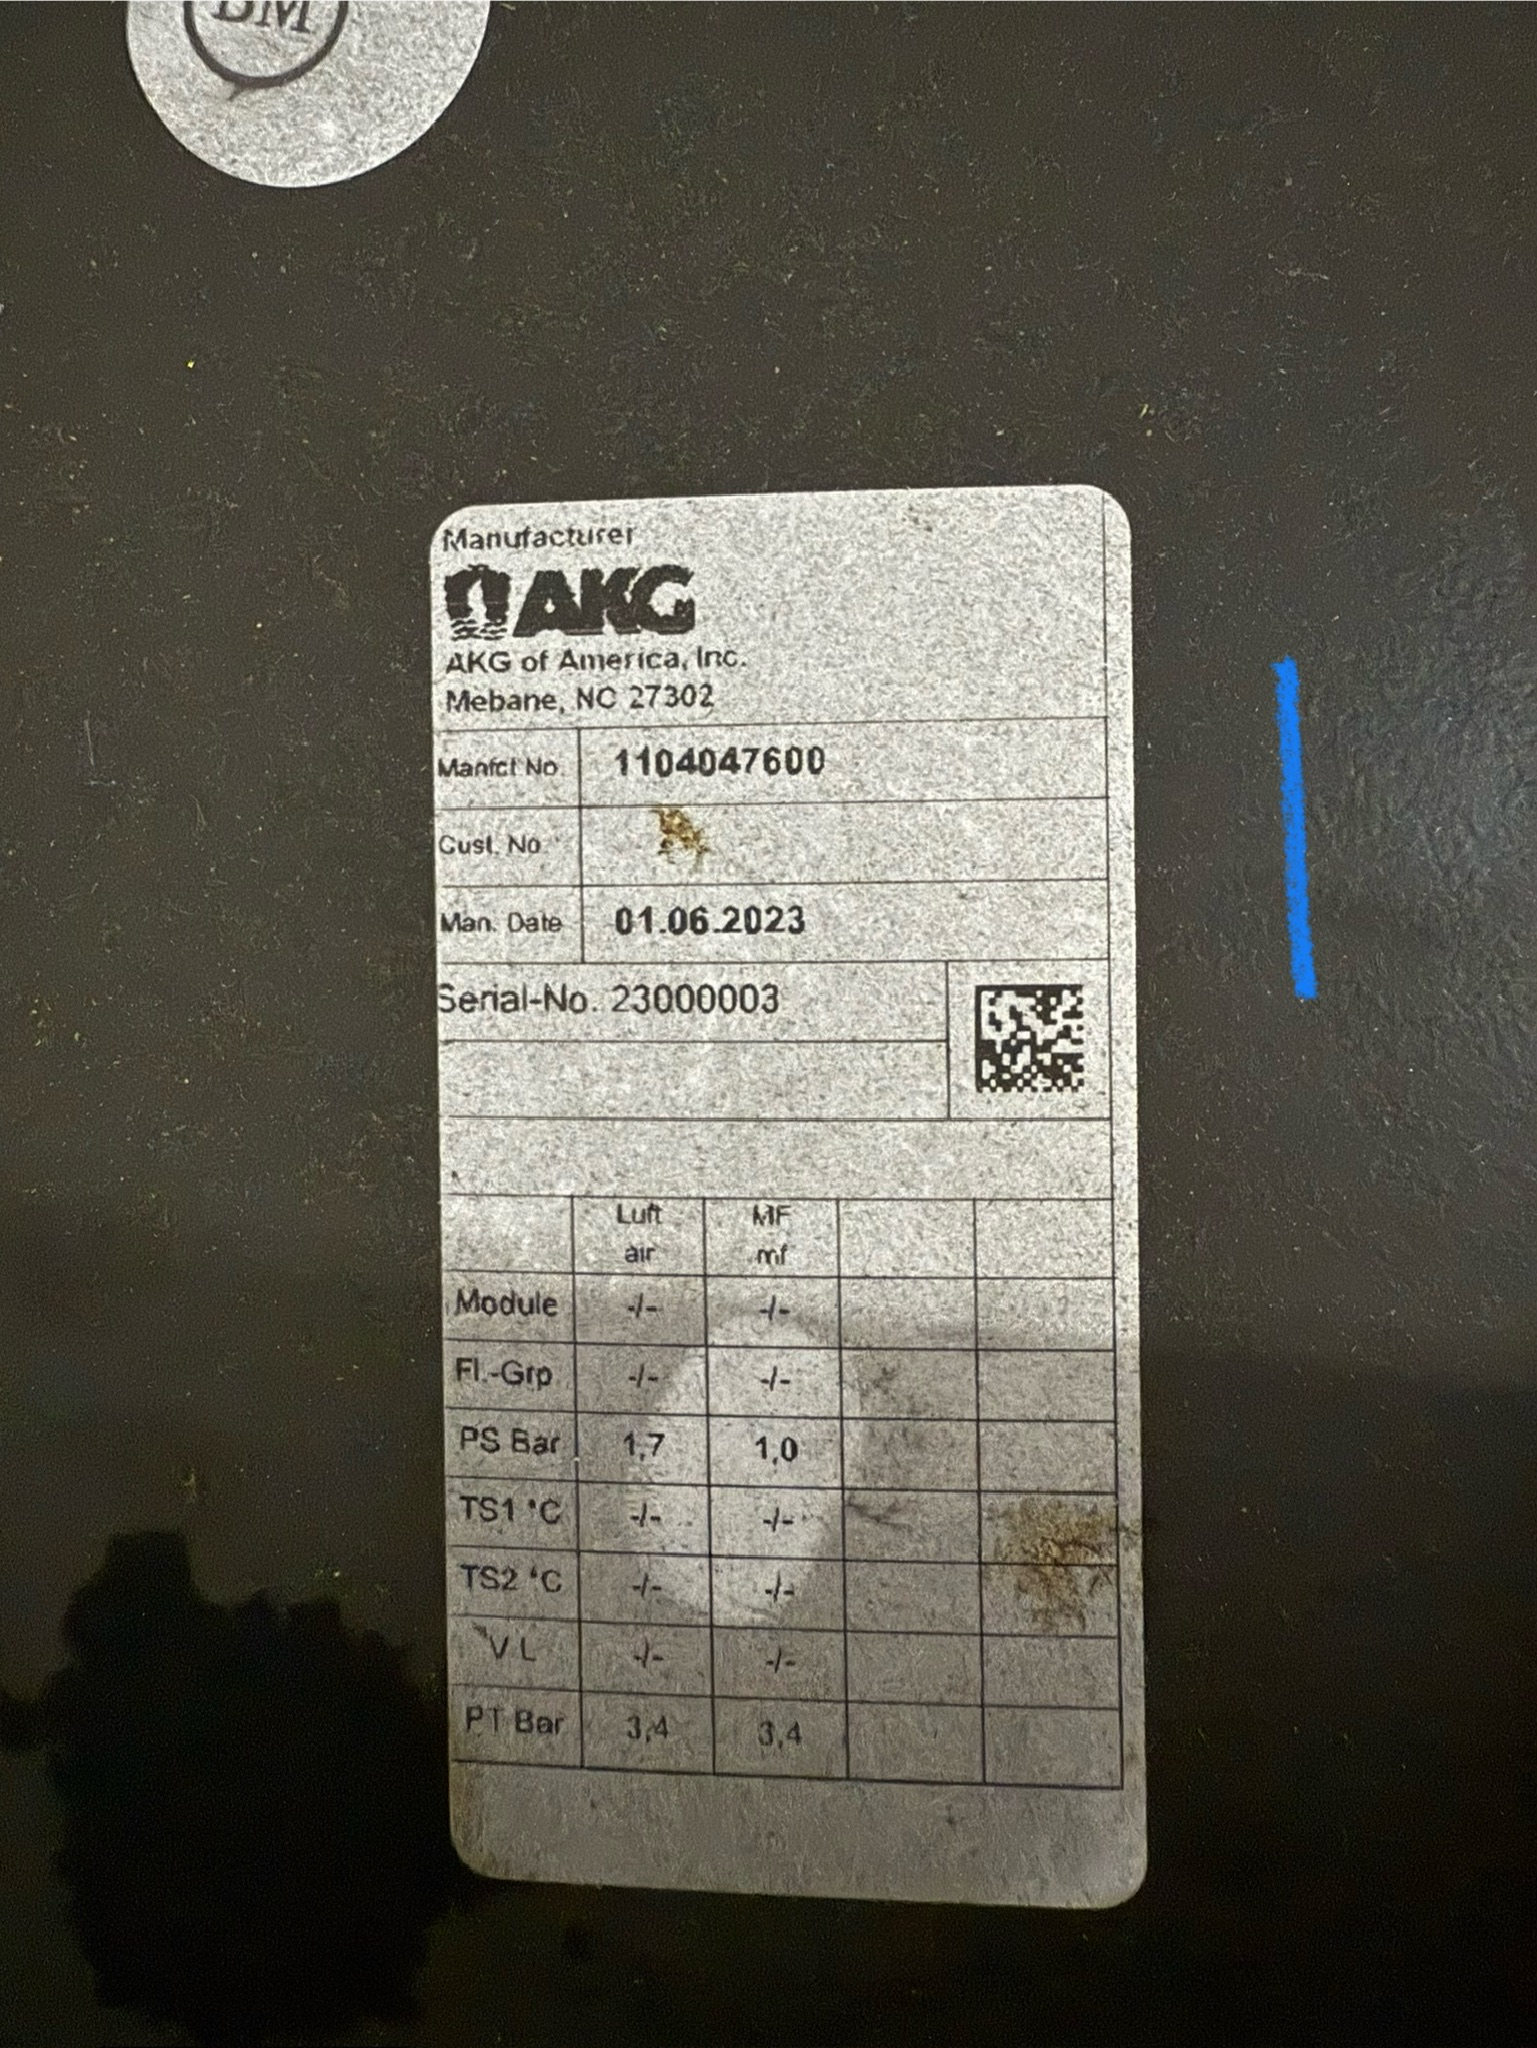 BM
Manufacturer
AKG
AKG of America, Inc.
Mebane, NC 27302
Manfct No. 1104047600
Cust. No
Man. Date 01.06.2023
Serial-No. 23000003
Luft MF
air mf
Module -/- -/-
Fl.-Grp -/- -/-
PS Bar 1,7 1,0
TS1 °C -/- -/-
TS2 °C -/- -/-
V L -/- -/-
PT Bar 3,4 3,4